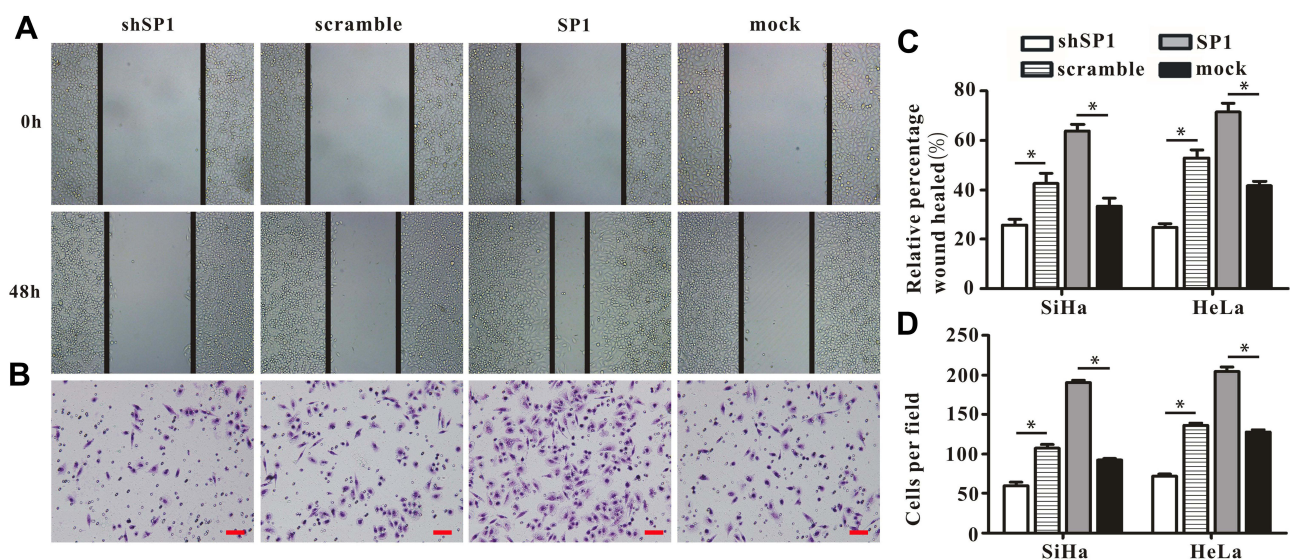 A
shSP1 scramble SP1 mock
0h
48h
B
C
shSP1 SP1
scramble mock
Relative percentage
wound healed(%)
80
60
40
20
0
* * * *
SiHa HeLa
D
Cells per field
250
200
150
100
50
0
* * * *
SiHa HeLa